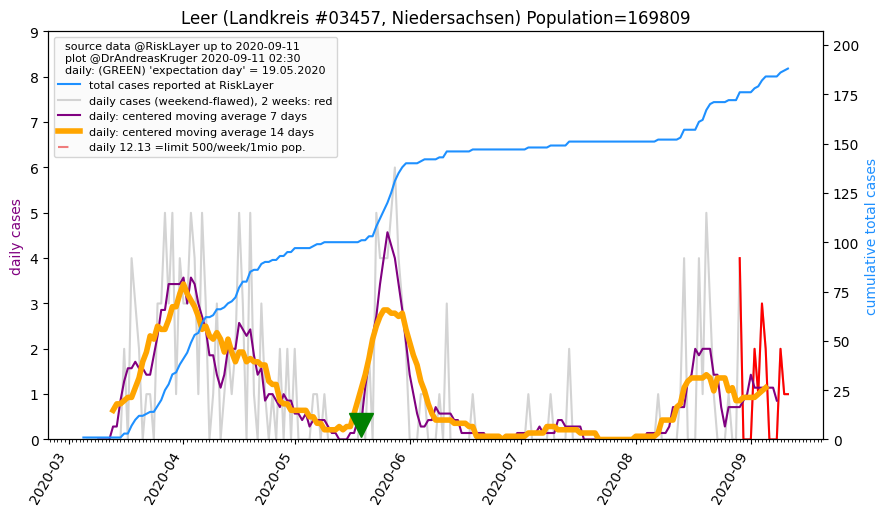 Leer (Landkreis #03457, Niedersachsen) Population=169809
source data @RiskLayer up to 2020-09-11
plot @DrAndreasKruger 2020-09-11 02:30
daily: (GREEN) 'expectation day' = 19.05.2020
total cases reported at RiskLayer
daily cases (weekend-flawed), 2 weeks: red
daily: centered moving average 7 days
daily: centered moving average 14 days
daily 12.13 =limit 500/week/1mio pop.
daily cases
9
8
7
6
5
4
3
2
1
0
cumulative total cases
200
175
150
125
100
75
50
25
0
2020-03
2020-04
2020-05
2020-06
2020-07
2020-08
2020-09